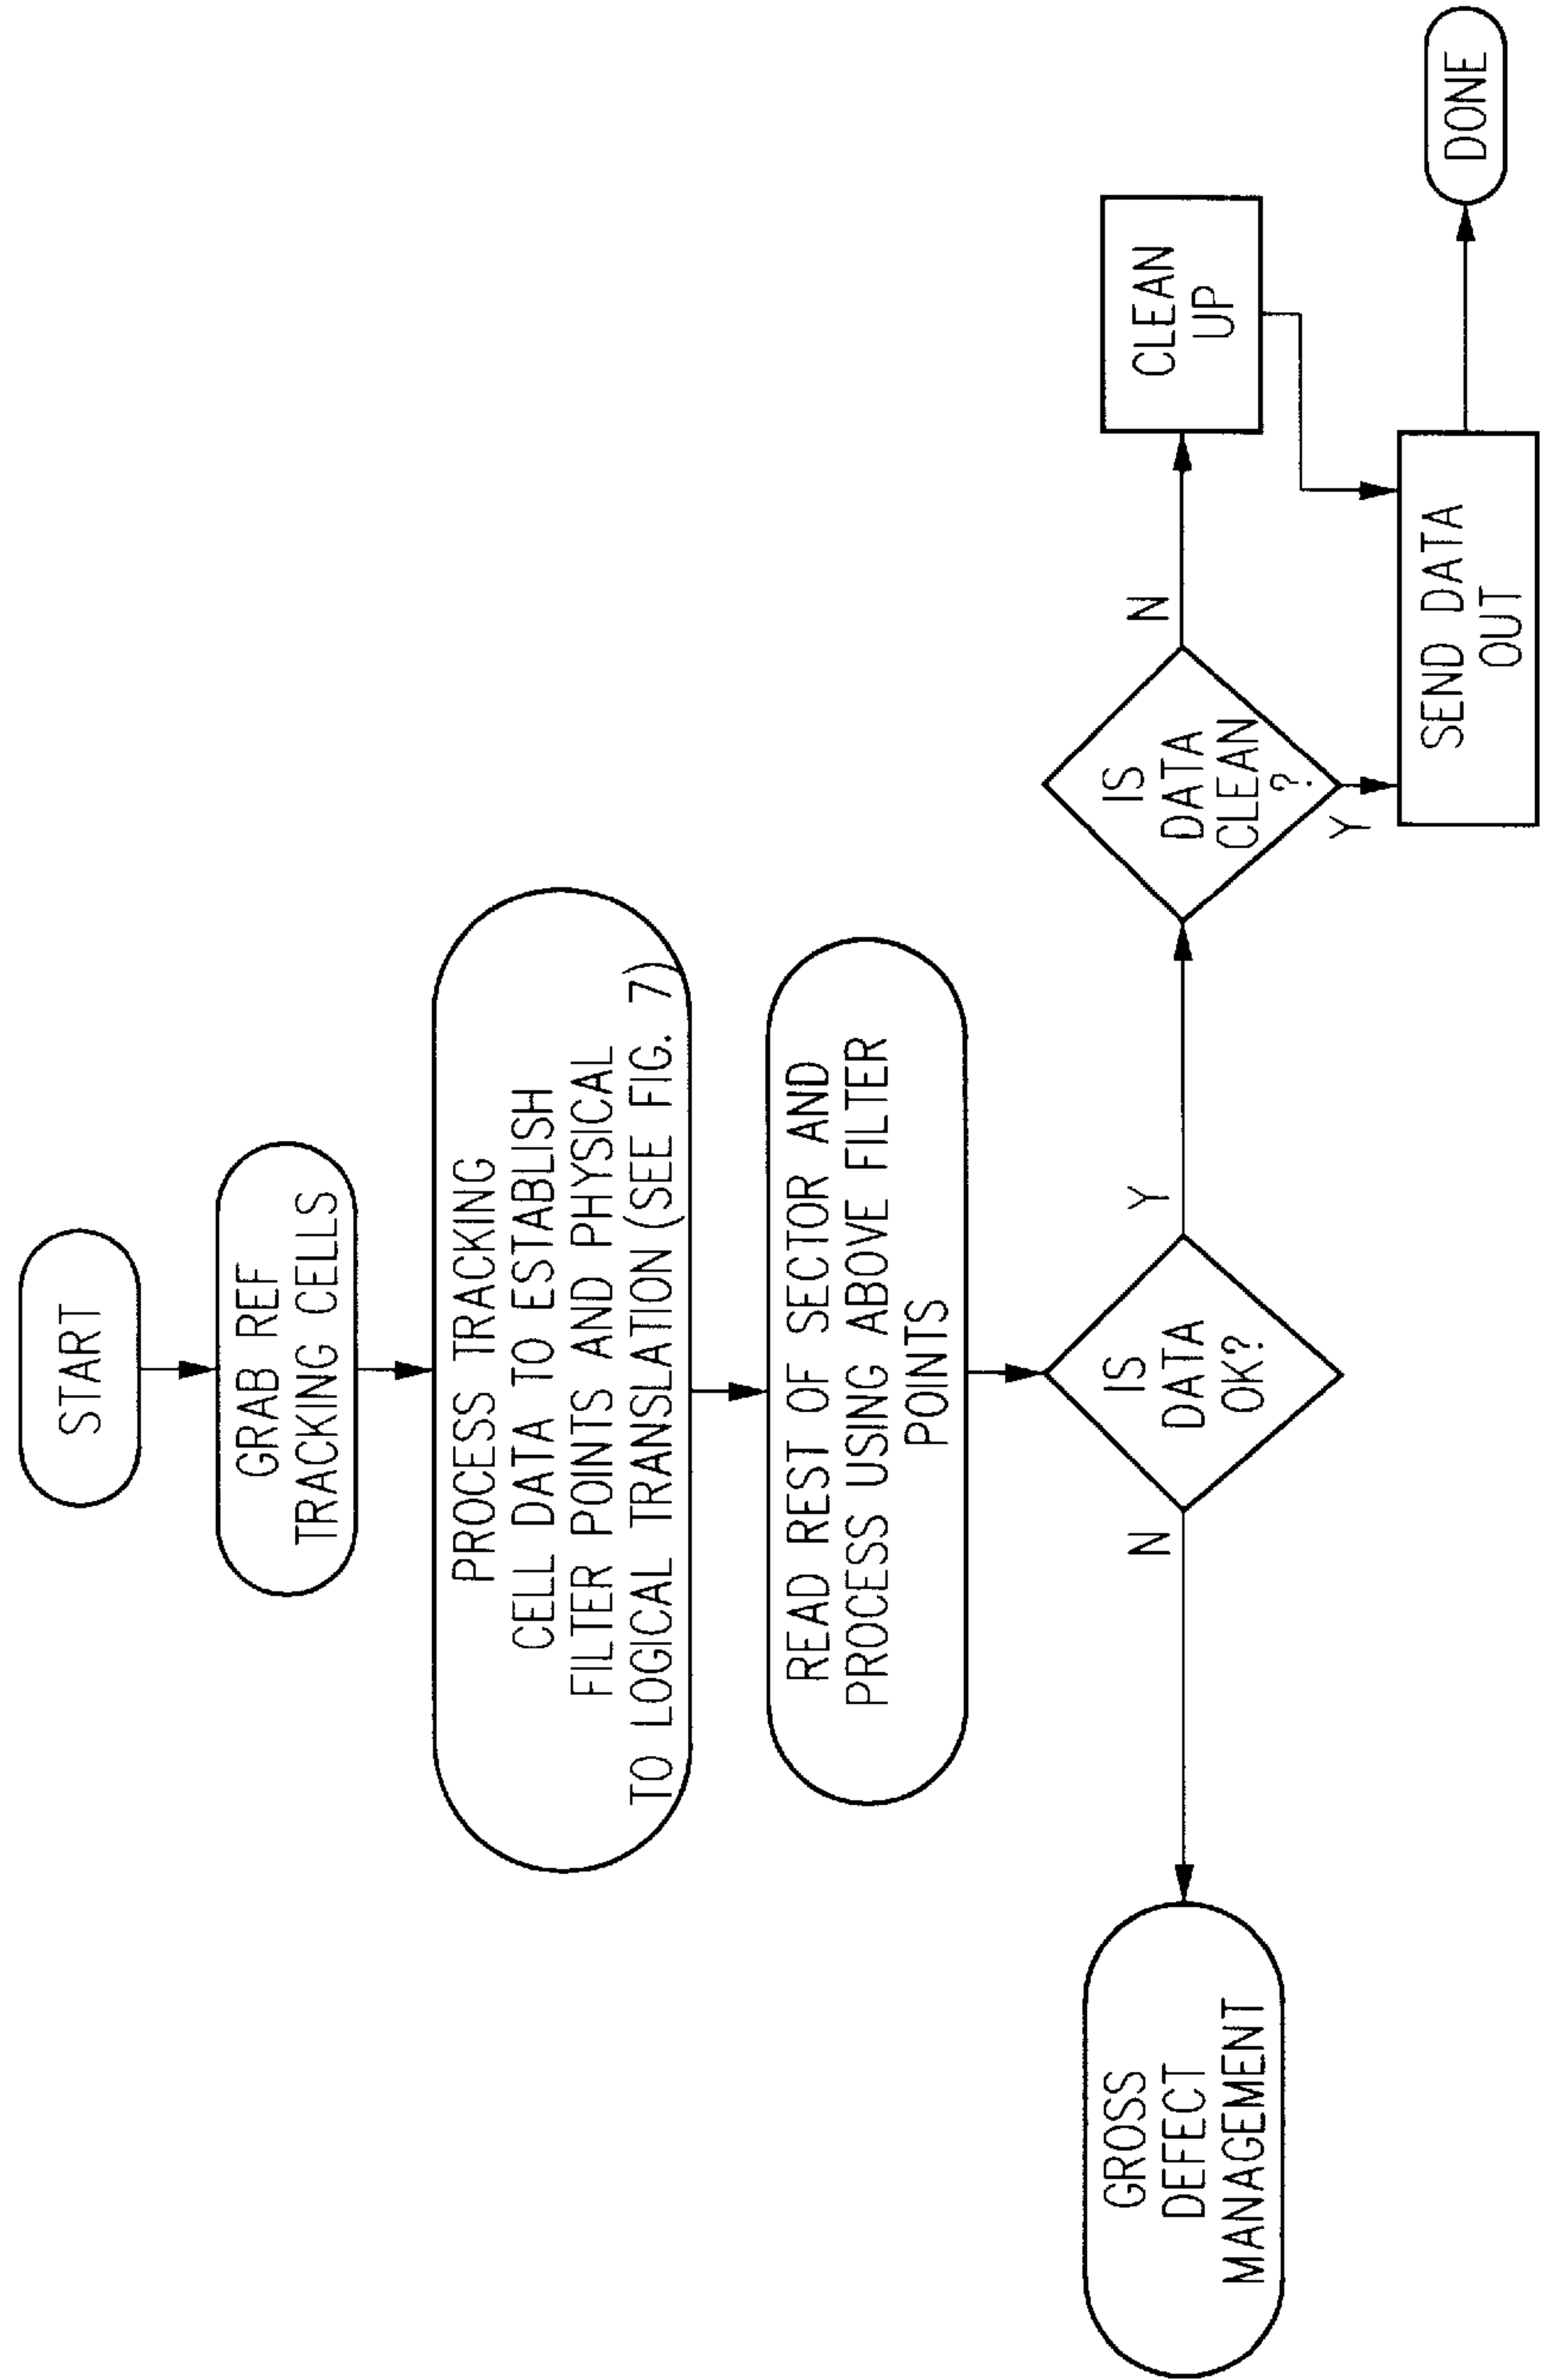 START
GRAB REF
TRACKING CELLS
PROCESS TRACKING
CELL DATA TO ESTABLISH
FILTER POINTS AND PHYSICAL
TO LOGICAL TRANSLATION (SEE FIG. 7)
READ REST OF SECTOR AND
PROCESS USING ABOVE FILTER
POINTS
IS
DATA
OK?
N
Y
GROSS
DEFECT
MANAGEMENT
IS
DATA
CLEAN
?
N
Y
CLEAN
UP
SEND DATA
OUT
DONE